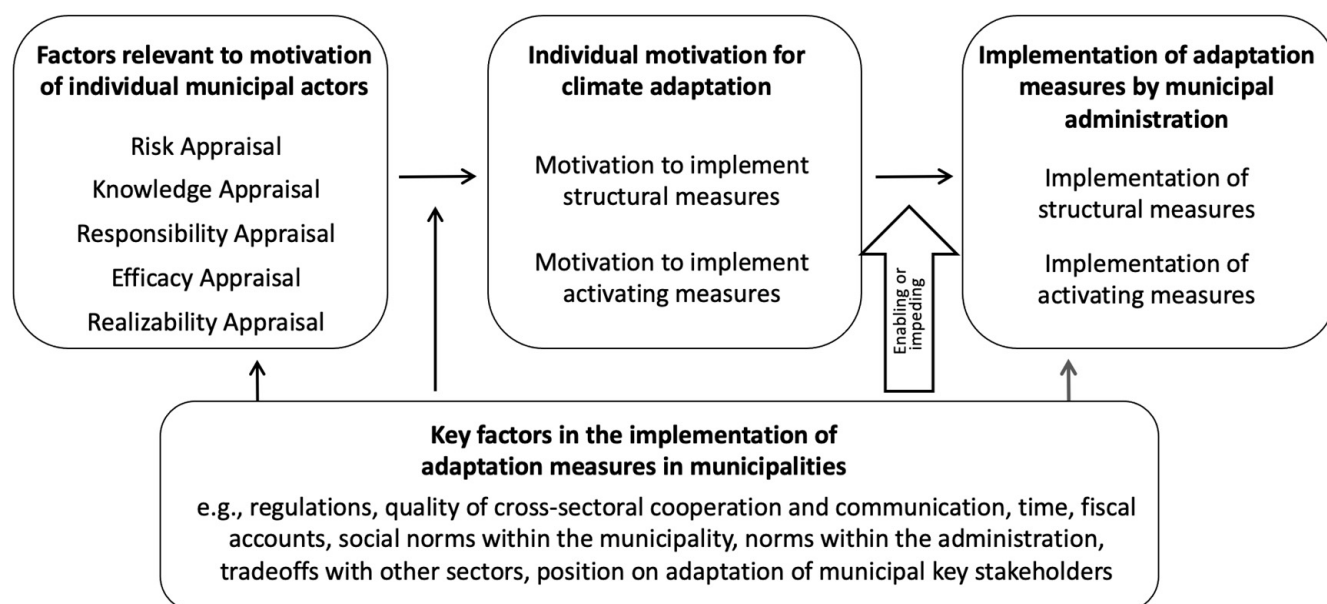 Factors relevant to motivation
of individual municipal actors
Risk Appraisal
Knowledge Appraisal
Responsibility Appraisal
Efficacy Appraisal
Realizability Appraisal
Individual motivation for
climate adaptation
Motivation to implement
structural measures
Motivation to implement
activating measures
Enabling or
impeding
Implementation of adaptation
measures by municipal
administration
Implementation of
structural measures
Implementation of
activating measures
Key factors in the implementation of
adaptation measures in municipalities
e.g., regulations, quality of cross-sectoral cooperation and communication, time, fiscal
accounts, social norms within the municipality, norms within the administration,
tradeoffs with other sectors, position on adaptation of municipal key stakeholders